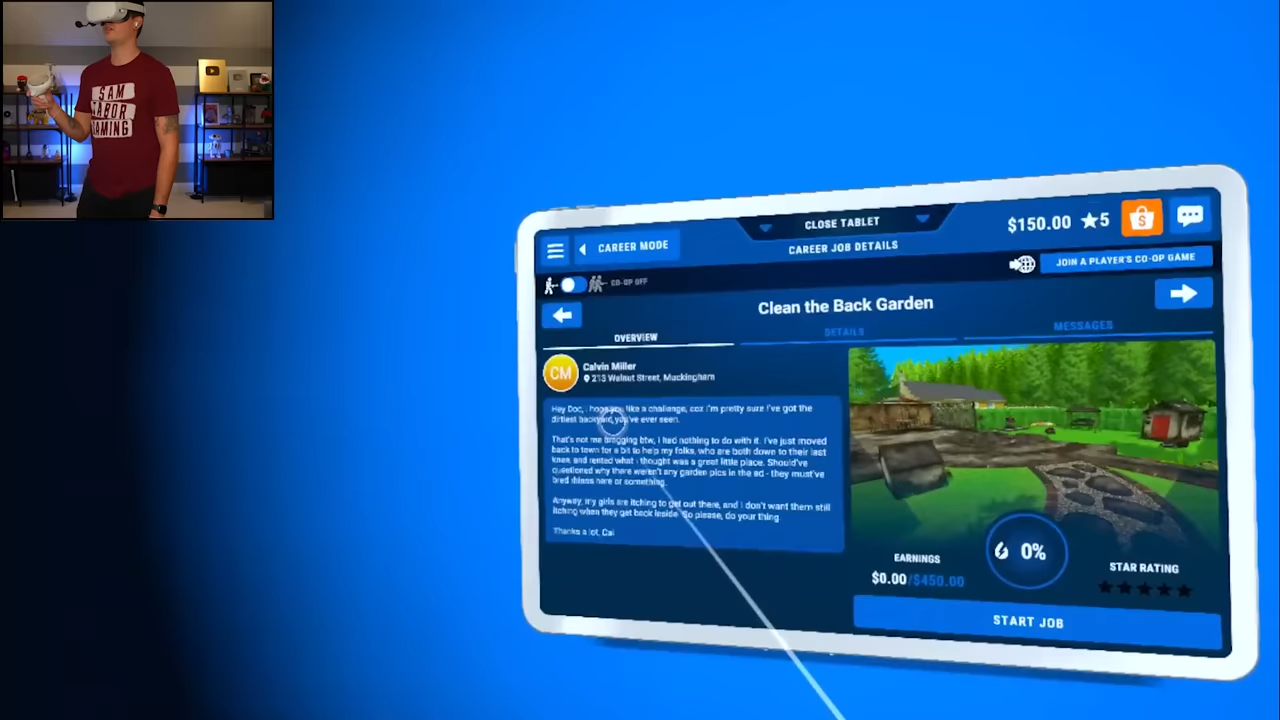 SAM
TABOR
GAMING
CLOSE TABLET
$150.00 ★5
CAREER MODE
CAREER JOB DETAILS
CO-OP OFF
JOIN A PLAYER'S CO-OP GAME
Clean the Back Garden
OVERVIEW
DETAILS
MESSAGES
CM
Calvin Miller
213 Walnut Street, Muckingham
Hey Doc, I hope you like a challenge, coz I'm pretty sure I've got the
dirtiest backyard you've ever seen.
That's not me bragging btw, I had nothing to do with it. I've just moved
back to town for a bit to help my folks, who are both down to their last
knee, and rented what I thought was a great little place. Should've
questioned why there weren't any garden pics in the ad - they must've
bred rhinos here or something.
Anyway, my girls are itching to get out there, and I don't want them still
itching when they get back inside. So please, do your thing
Thanks a lot, Cal
EARNINGS
$0.00/$450.00
0%
STAR RATING
START JOB